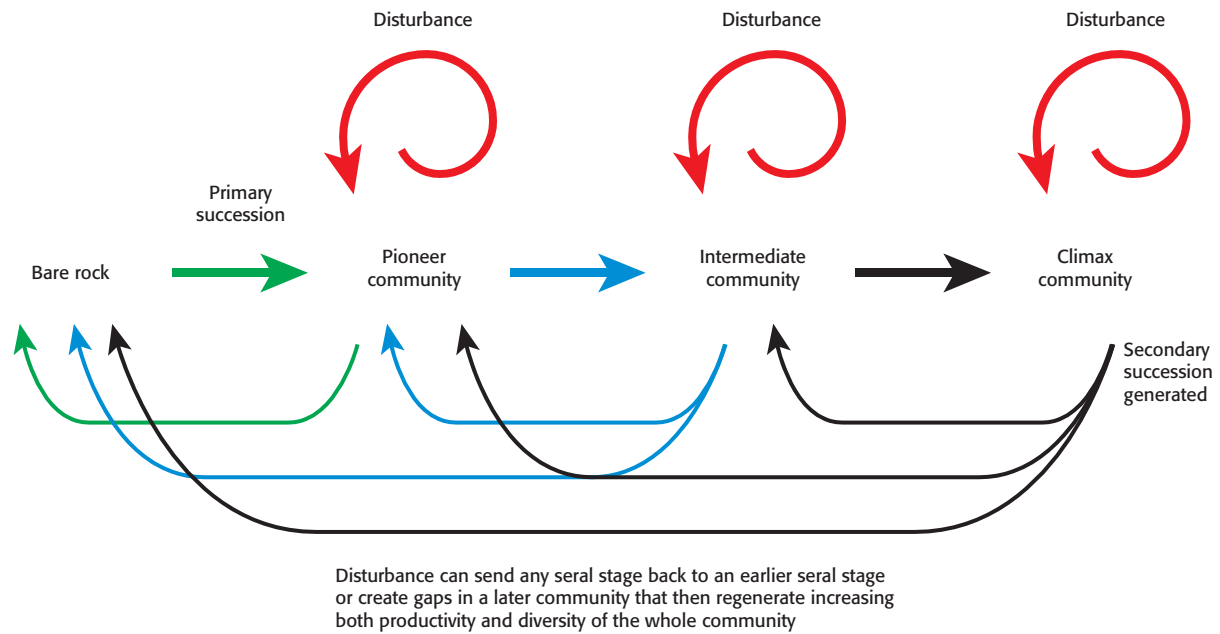 Disturbance
Disturbance
Disturbance
Primary
succession
Bare rock
Pioneer
community
Intermediate
community
Climax
community
Secondary
succession
generated
Disturbance can send any seral stage back to an earlier seral stage
or create gaps in a later community that then regenerate increasing
both productivity and diversity of the whole community